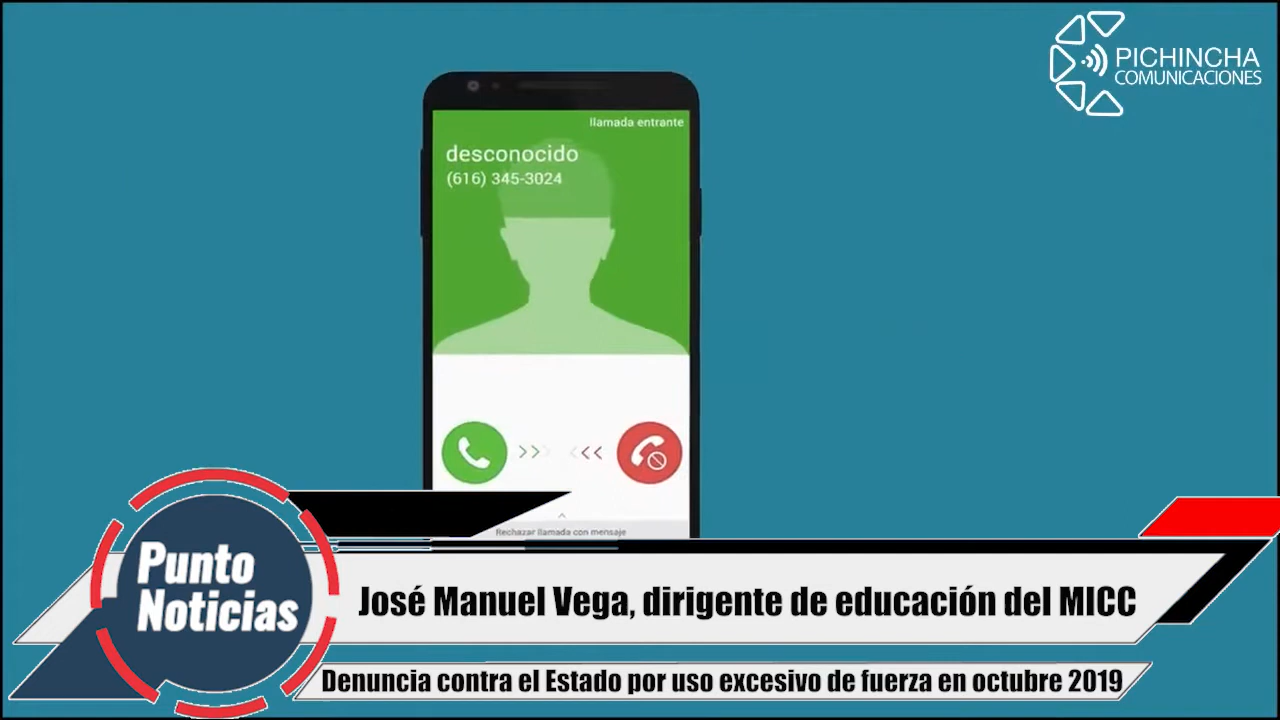 PICHINCHA
COMUNICACIONES
llamada entrante
desconocido
(616) 345-3024
Rechazar llamada con mensaje
Punto
Noticias
José Manuel Vega, dirigente de educación del MICC
Denuncia contra el Estado por uso excesivo de fuerza en octubre 2019